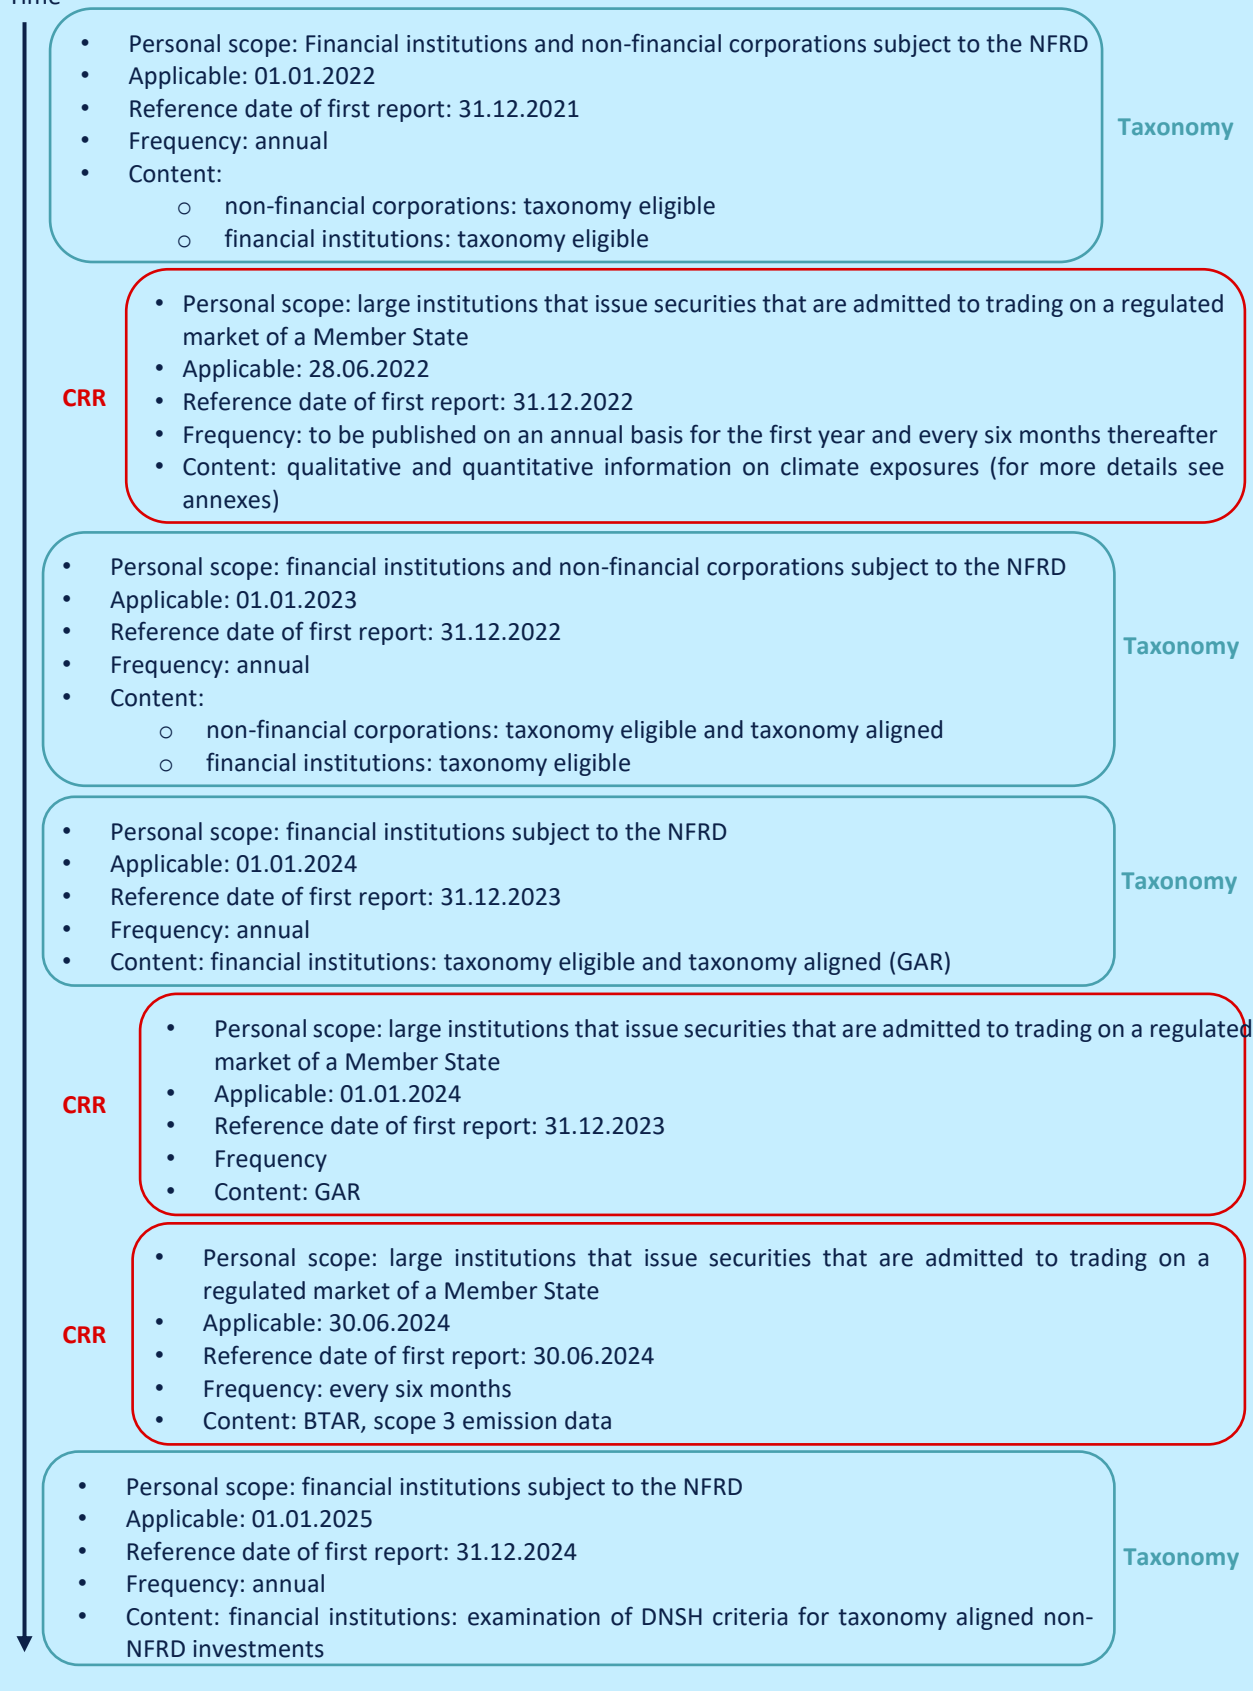 Time
• Personal scope: Financial institutions and non-financial corporations subject to the NFRD
• Applicable: 01.01.2022
• Reference date of first report: 31.12.2021
• Frequency: annual
• Content:
o non-financial corporations: taxonomy eligible
o financial institutions: taxonomy eligible
Taxonomy
CRR
• Personal scope: large institutions that issue securities that are admitted to trading on a regulated
market of a Member State
• Applicable: 28.06.2022
• Reference date of first report: 31.12.2022
• Frequency: to be published on an annual basis for the first year and every six months thereafter
• Content: qualitative and quantitative information on climate exposures (for more details see
annexes)
• Personal scope: financial institutions and non-financial corporations subject to the NFRD
• Applicable: 01.01.2023
• Reference date of first report: 31.12.2022
• Frequency: annual
• Content:
o non-financial corporations: taxonomy eligible and taxonomy aligned
o financial institutions: taxonomy eligible
Taxonomy
• Personal scope: financial institutions subject to the NFRD
• Applicable: 01.01.2024
• Reference date of first report: 31.12.2023
• Frequency: annual
• Content: financial institutions: taxonomy eligible and taxonomy aligned (GAR)
Taxonomy
CRR
• Personal scope: large institutions that issue securities that are admitted to trading on a regulated
market of a Member State
• Applicable: 01.01.2024
• Reference date of first report: 31.12.2023
• Frequency
• Content: GAR
CRR
• Personal scope: large institutions that issue securities that are admitted to trading on a
regulated market of a Member State
• Applicable: 30.06.2024
• Reference date of first report: 30.06.2024
• Frequency: every six months
• Content: BTAR, scope 3 emission data
• Personal scope: financial institutions subject to the NFRD
• Applicable: 01.01.2025
• Reference date of first report: 31.12.2024
• Frequency: annual
• Content: financial institutions: examination of DNSH criteria for taxonomy aligned non-
NFRD investments
Taxonomy